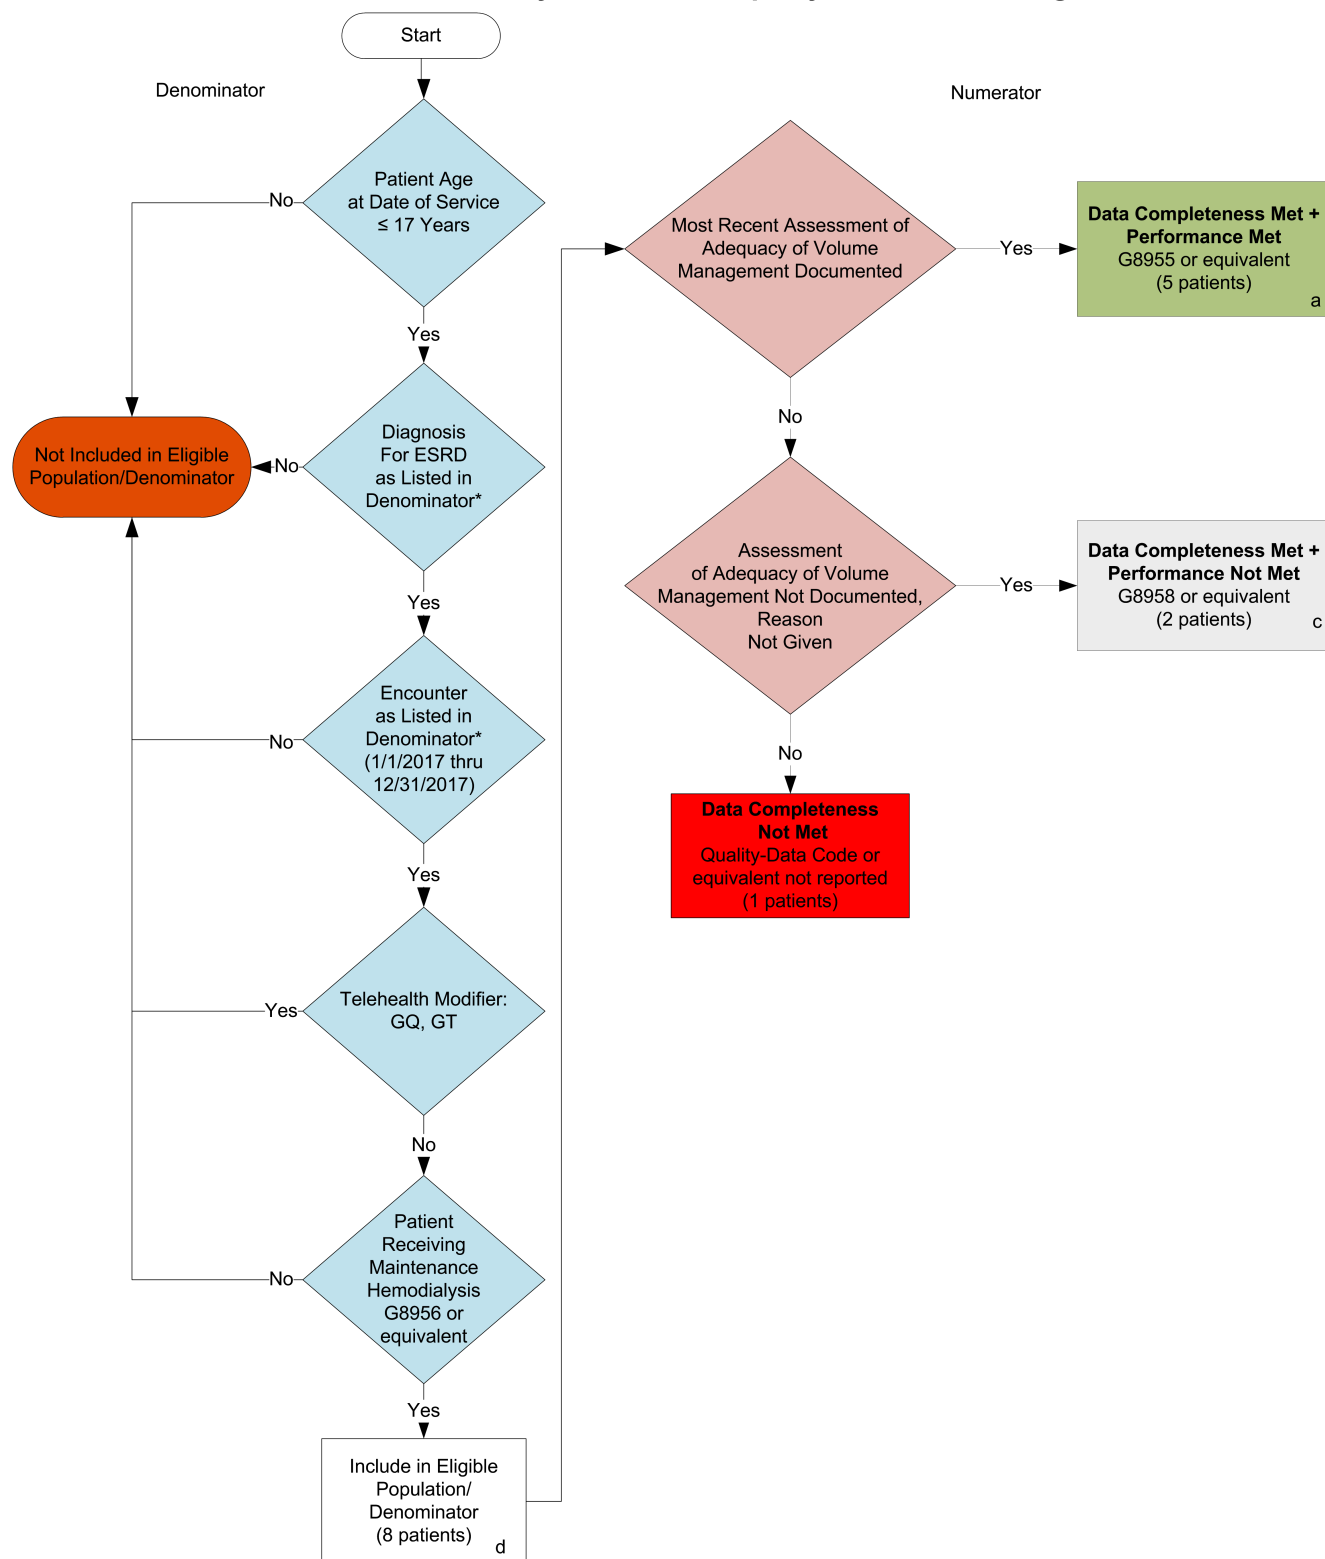 Start
Denominator
Numerator
Patient Age
at Date of Service
≤ 17 Years
No
Yes
Diagnosis
For ESRD
as Listed in
Denominator*
No
Not Included in Eligible
Population/Denominator
Yes
Encounter
as Listed in
Denominator*
(1/1/2017 thru
12/31/2017)
No
Yes
Telehealth Modifier:
GQ, GT
Yes
No
Patient
Receiving
Maintenance
Hemodialysis
G8956 or
equivalent
No
Yes
Include in Eligible
Population/
Denominator
(8 patients)
d
Most Recent Assessment of
Adequacy of Volume
Management Documented
Yes
Data Completeness Met +
Performance Met
G8955 or equivalent
(5 patients)
a
No
Assessment
of Adequacy of Volume
Management Not Documented,
Reason
Not Given
Yes
Data Completeness Met +
Performance Not Met
G8958 or equivalent
(2 patients)
c
No
Data Completeness
Not Met
Quality-Data Code or
equivalent not reported
(1 patients)